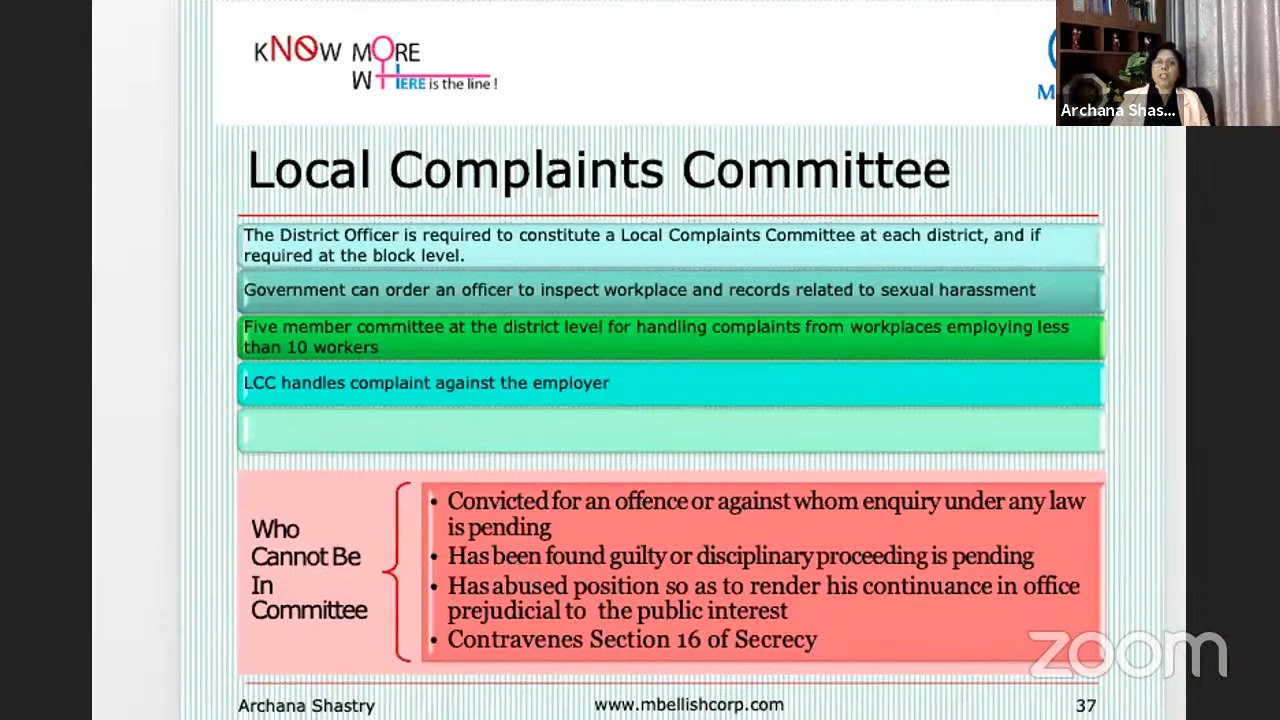 KNOW MORE
WHERE is the line !
M
Archana Shas...
Local Complaints Committee
The District Officer is required to constitute a Local Complaints Committee at each district, and if
required at the block level.
Government can order an officer to inspect workplace and records related to sexual harassment
Five member committee at the district level for handling complaints from workplaces employing less
than 10 workers
LCC handles complaint against the employer
Who
Cannot Be
In
Committee
• Convicted for an offence or against whom enquiry under any law
is pending
• Has been found guilty or disciplinary proceeding is pending
• Has abused position so as to render his continuance in office
prejudicial to the public interest
• Contravenes Section 16 of Secrecy
zoom
Archana Shastry
www.mbellishcorp.com
37